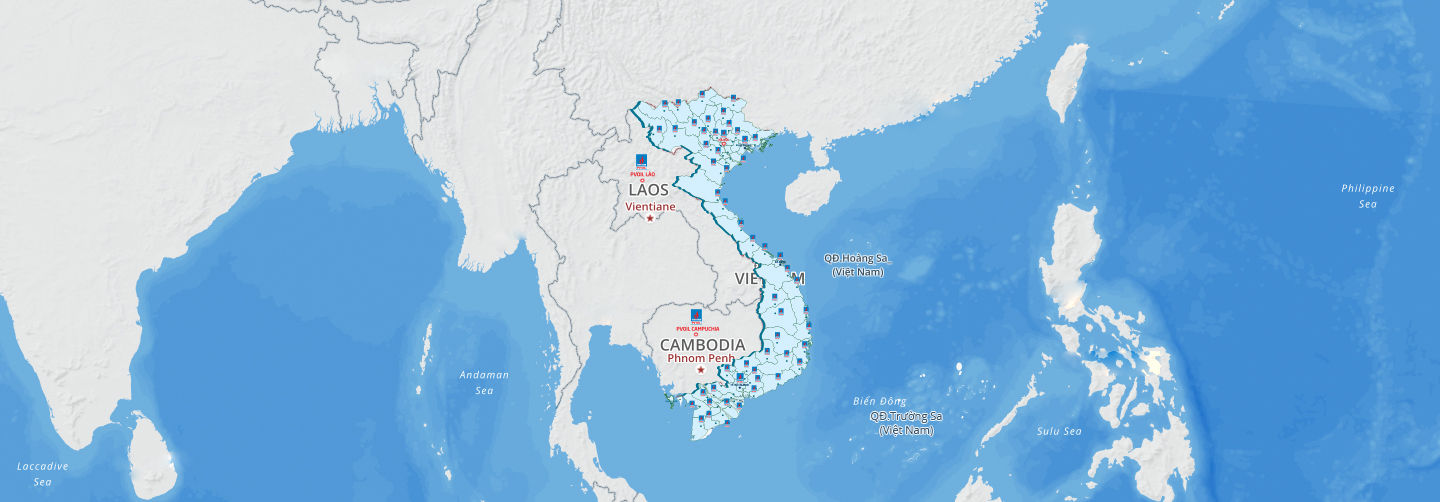 PVOIL LÀO
LAOS
Vientiane
Philippine
Sea
QĐ.Hoàng Sa
(Việt Nam)
PVOIL CAMPUCHIA
CAMBODIA
Phnom Penh
Andaman
Sea
Biển Đông
QĐ.Trường Sa
(Việt Nam)
Sulu Sea
Laccadive
Sea